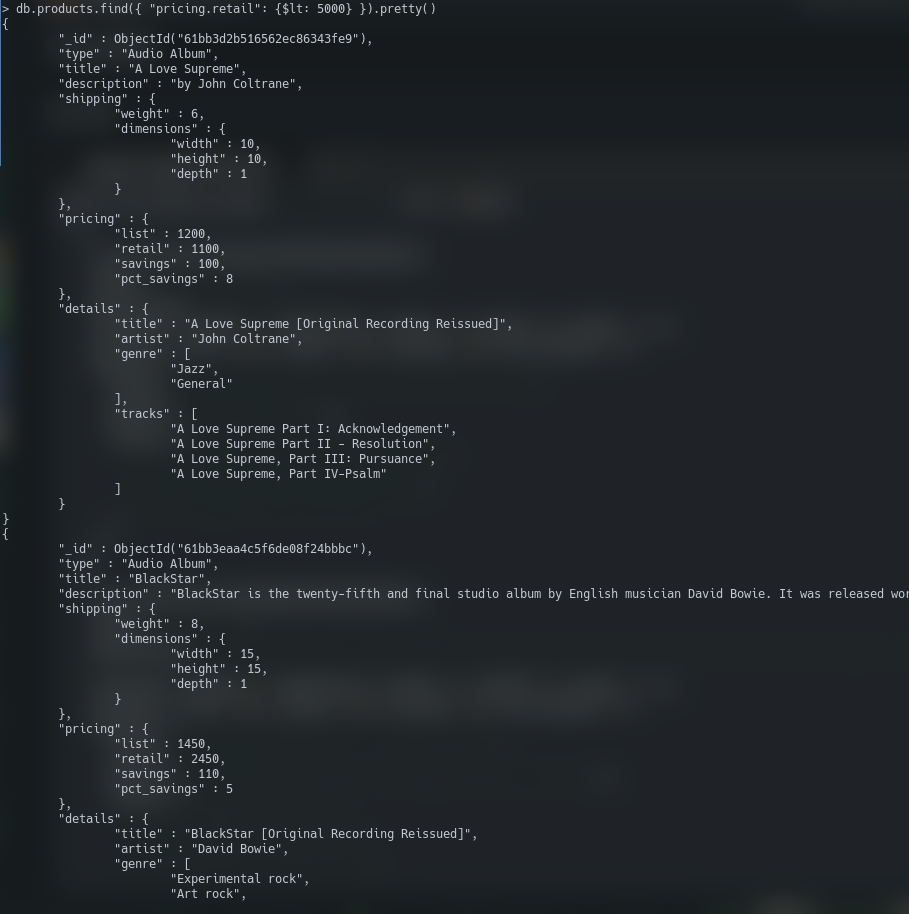 > db.products.find({ "pricing.retail": {$lt: 5000} }).pretty()
{
"_id" : ObjectId("61bb3d2b516562ec86343fe9"),
"type" : "Audio Album",
"title" : "A Love Supreme",
"description" : "by John Coltrane",
"shipping" : {
"weight" : 6,
"dimensions" : {
"width" : 10,
"height" : 10,
"depth" : 1
}
},
"pricing" : {
"list" : 1200,
"retail" : 1100,
"savings" : 100,
"pct_savings" : 8
},
"details" : {
"title" : "A Love Supreme [Original Recording Reissued]",
"artist" : "John Coltrane",
"genre" : [
"Jazz",
"General"
],
"tracks" : [
"A Love Supreme Part I: Acknowledgement",
"A Love Supreme Part II - Resolution",
"A Love Supreme, Part III: Pursuance",
"A Love Supreme, Part IV-Psalm"
]
}
}
{
"_id" : ObjectId("61bb3eaa4c5f6de08f24bbbc"),
"type" : "Audio Album",
"title" : "BlackStar",
"description" : "BlackStar is the twenty-fifth and final studio album by English musician David Bowie. It was released wor
"shipping" : {
"weight" : 8,
"dimensions" : {
"width" : 15,
"height" : 15,
"depth" : 1
}
},
"pricing" : {
"list" : 1450,
"retail" : 2450,
"savings" : 110,
"pct_savings" : 5
},
"details" : {
"title" : "BlackStar [Original Recording Reissued]",
"artist" : "David Bowie",
"genre" : [
"Experimental rock",
"Art rock",